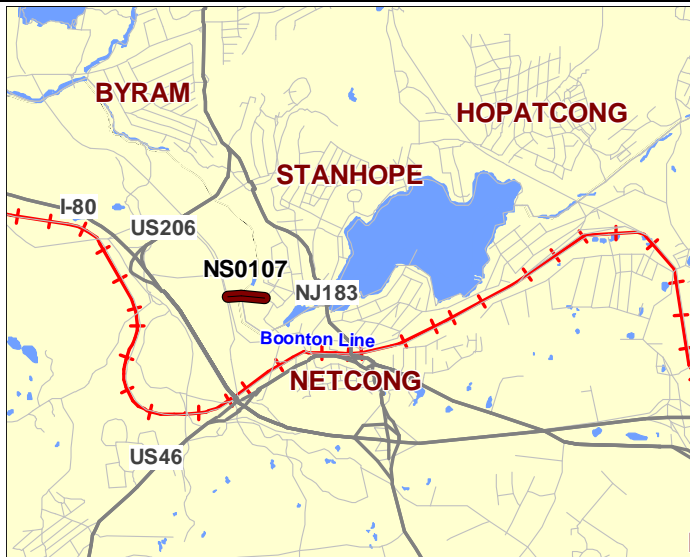 BYRAM
HOPATCONG
STANHOPE
I-80
US206
NS0107
NJ183
Boonton Line
NETCONG
US46